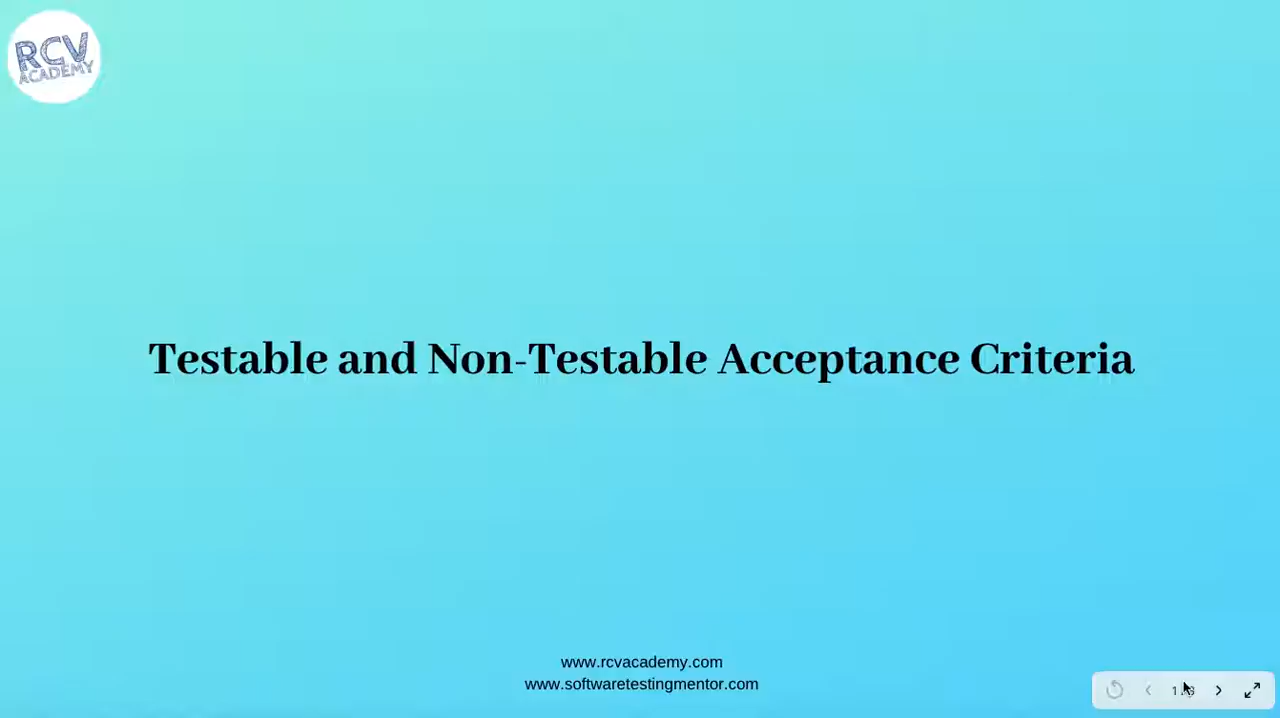 RCV
ACADEMY
Testable and Non-Testable Acceptance Criteria
www.rcvacademy.com
www.softwaretestingmentor.com